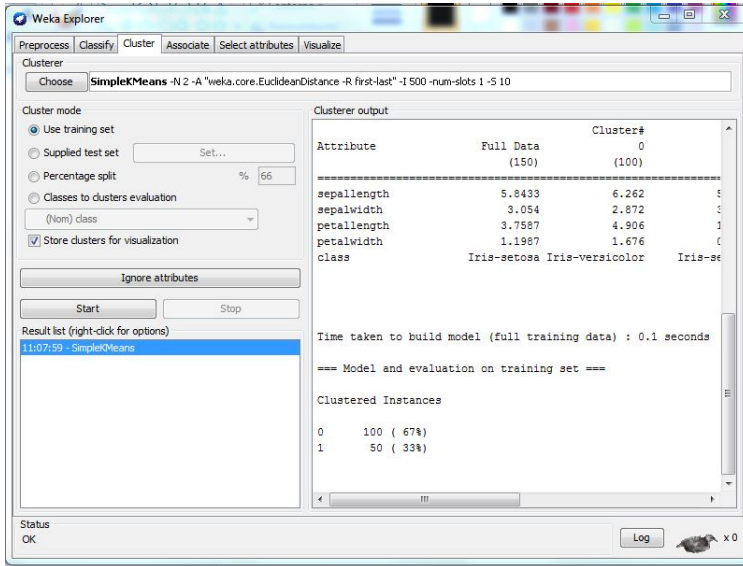 Weka Explorer
Preprocess Classify Cluster Associate Select attributes Visualize
Clusterer
Choose SimpleKMeans -N 2 -A "weka.core.EuclideanDistance -R first-last" -I 500 -num-slots 1 -S 10
Cluster mode
Use training set
Supplied test set Set...
Percentage split % 66
Classes to clusters evaluation
(Nom) class
Store clusters for visualization
Ignore attributes
Start Stop
Result list (right-click for options)
11:07:59 - SimpleKMeans
Clusterer output
Cluster#
Attribute Full Data 0
(150) (100)
==================================================================
sepallength 5.8433 6.262 5
sepalwidth 3.054 2.872 3
petallength 3.7587 4.906 1
petalwidth 1.1987 1.676 0
class Iris-setosa Iris-versicolor Iris-se
Time taken to build model (full training data) : 0.1 seconds
=== Model and evaluation on training set ===
Clustered Instances
0 100 ( 67%)
1 50 ( 33%)
Status
OK
Log x 0